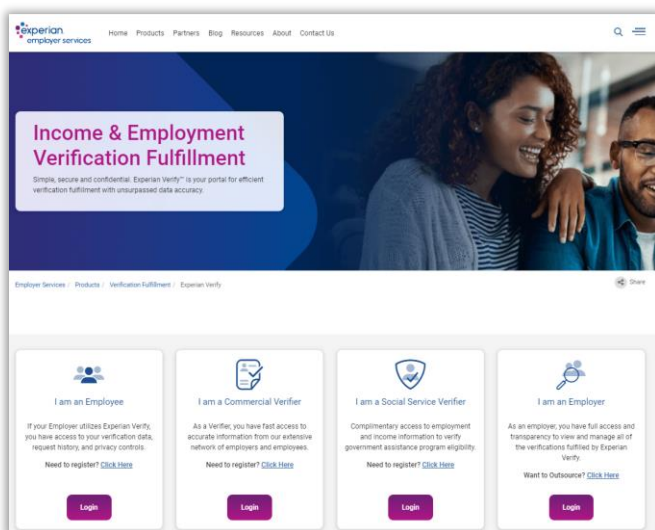 experian
employer services
Home Products Partners Blog Resources About Contact Us
Income & Employment
Verification Fulfillment
Simple, secure and confidential. Experian Verify™ is your portal for efficient
verification fulfillment with unsurpassed data accuracy.
Employer Services / Products / Verification Fulfillment / Experian Verify
Share
I am an Employee
If your Employer utilizes Experian Verify,
you have access to your verification data,
request history, and privacy controls.
Need to register? Click Here
Login
I am a Commercial Verifier
As a Verifier, you have fast access to
accurate information from our extensive
network of employers and employees.
Need to register? Click Here
Login
I am a Social Service Verifier
Complimentary access to employment
and income information to verify
government assistance program eligibility.
Need to register? Click Here
Login
I am an Employer
As an employer, you have full access and
transparency to view and manage all of
the verifications fulfilled by Experian
Verify.
Want to Outsource? Click Here
Login